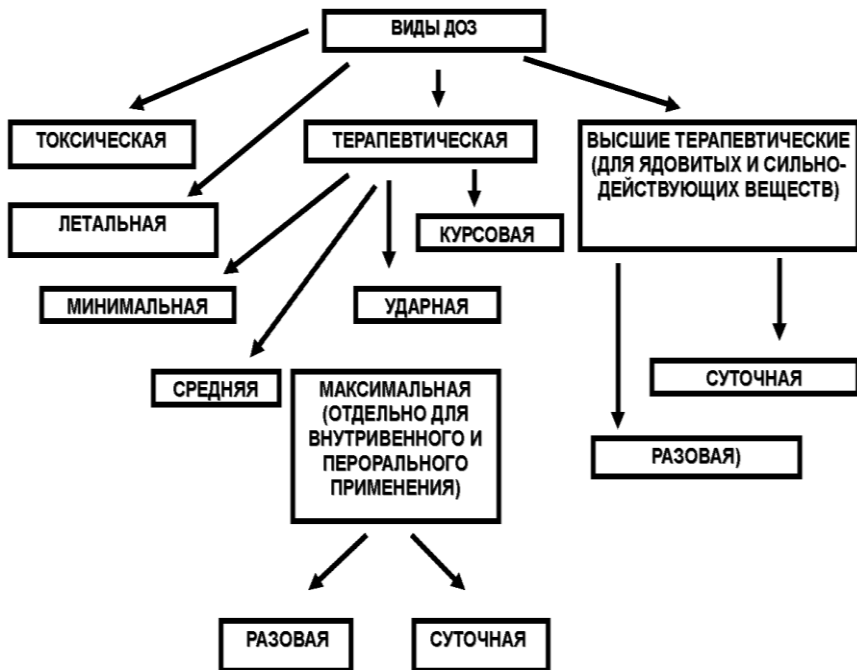 ВИДЫ ДОЗ
ТОКСИЧЕСКАЯ
ТЕРАПЕВТИЧЕСКАЯ
ВЫСШИЕ ТЕРАПЕВТИЧЕСКИЕ
(ДЛЯ ЯДОВИТЫХ И СИЛЬНО-
ДЕЙСТВУЮЩИХ ВЕЩЕСТВ)
ЛЕТАЛЬНАЯ
КУРСОВАЯ
МИНИМАЛЬНАЯ
УДАРНАЯ
СРЕДНЯЯ
МАКСИМАЛЬНАЯ
(ОТДЕЛЬНО ДЛЯ
ВНУТРИВЕННОГО И
ПЕРОРАЛЬНОГО
ПРИМЕНЕНИЯ)
СУТОЧНАЯ
РАЗОВАЯ)
РАЗОВАЯ
СУТОЧНАЯ